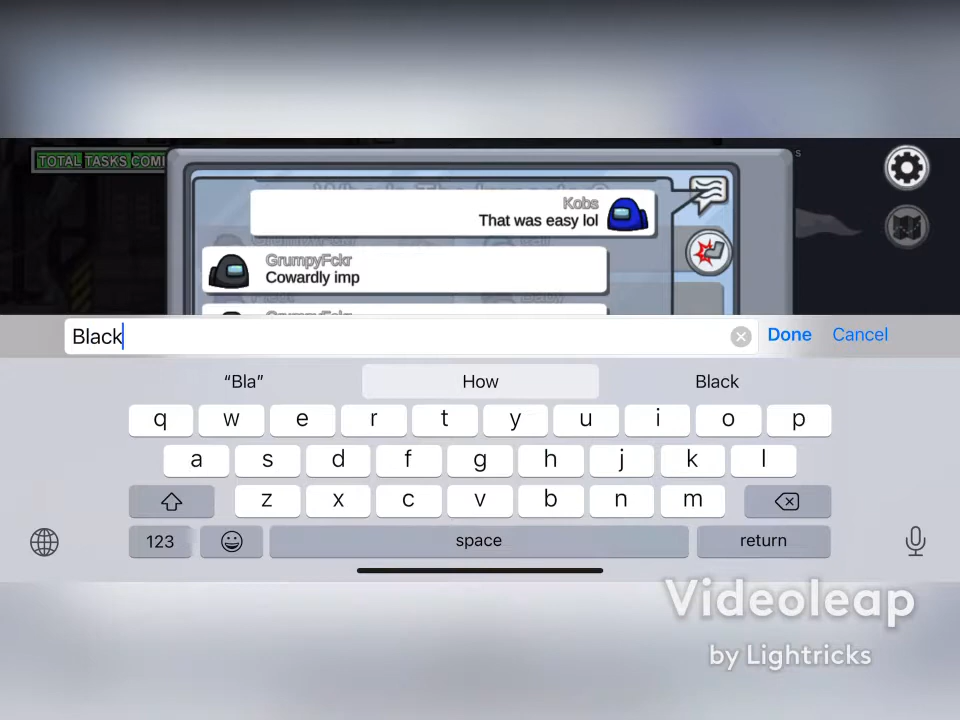 TOTAL TASKS COM
Kobs
That was easy lol
GrumpyFckr
Cowardly imp
GrumpyFckr
Black
Done
Cancel
“Bla”
How
Black
q w e r t y u i o p
a s d f g h j k l
z x c v b n m
123
space
return
Videoleap
by Lightricks